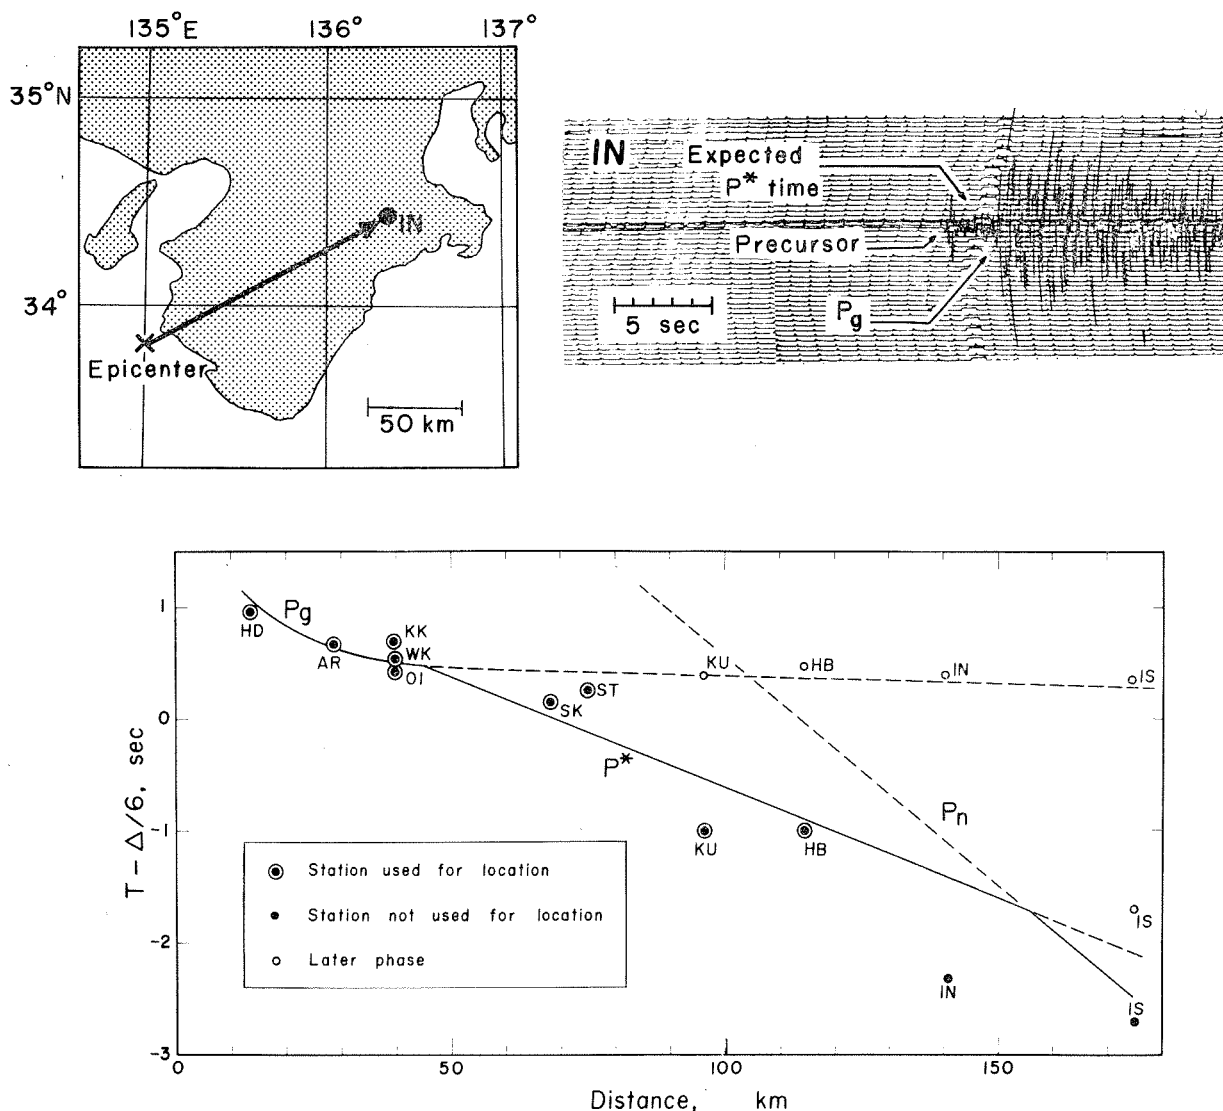 135°E 136° 137°
35°N
34°
IN
Epicenter
50 km
IN
Expected
P* time
Precursor
5 sec
Pg
T – Δ/6, sec
1
0
-1
-2
-3
Pg
HD
AR
KK
WK
OI
SK
ST
P*
KU
HB
IN
IS
Pn
KU
HB
IS
IN
IS
Station used for location
Station not used for location
Later phase
0 50 100 150
Distance, km